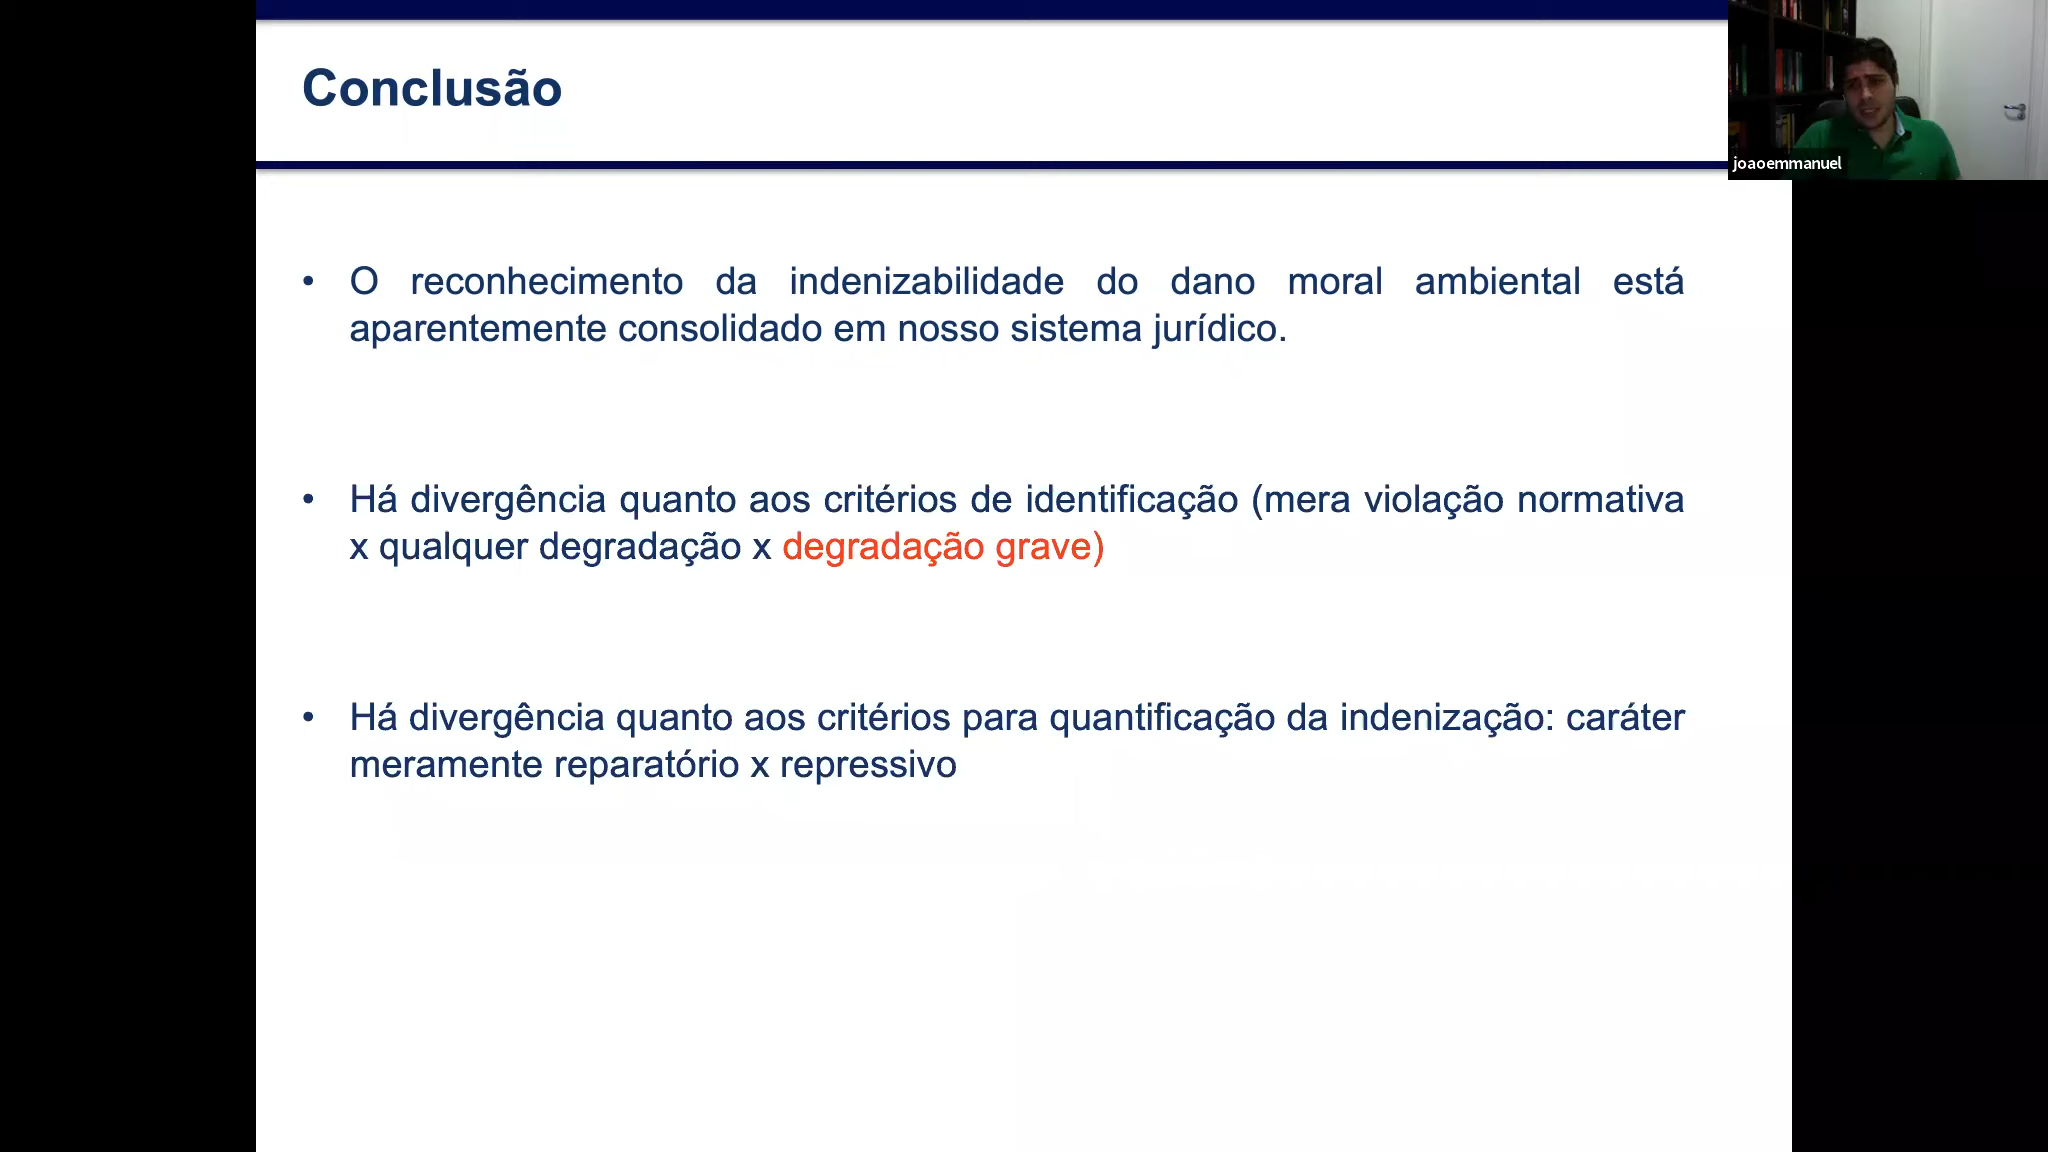 Conclusão
joaoemmanuel
• O reconhecimento da indenizabilidade do dano moral ambiental está
aparentemente consolidado em nosso sistema jurídico.
• Há divergência quanto aos critérios de identificação (mera violação normativa
x qualquer degradação x degradação grave)
• Há divergência quanto aos critérios para quantificação da indenização: caráter
meramente reparatório x repressivo